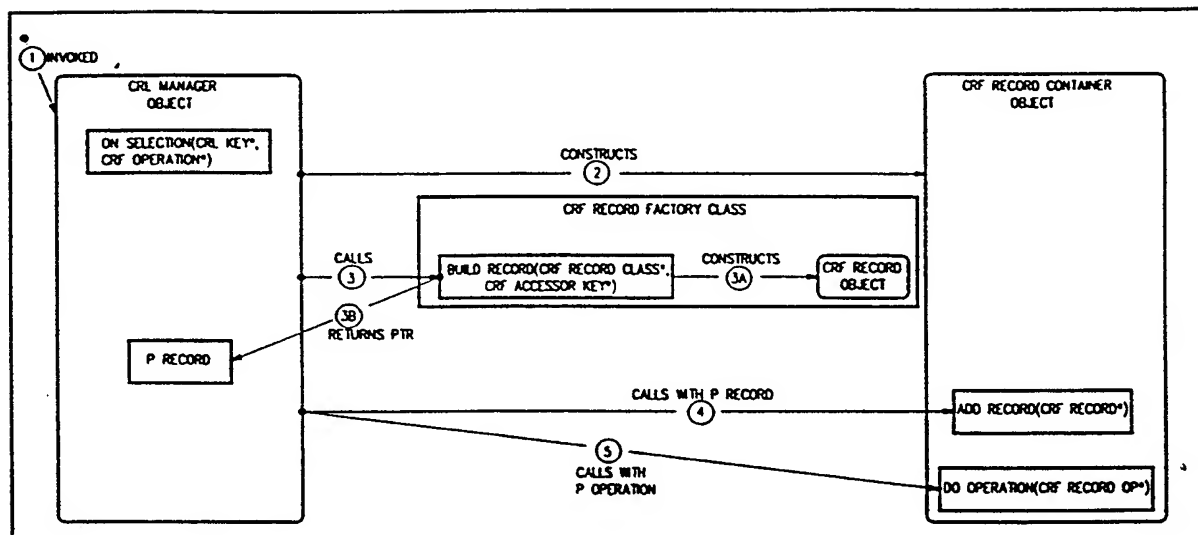 1 INVOKED
CRL MANAGER
OBJECT
CRF RECORD CONTAINER
OBJECT
ON SELECTION(CRL KEY*,
CRF OPERATION*)
CONSTRUCTS
2
CRF RECORD FACTORY CLASS
CALLS
3
BUILD RECORD(CRF RECORD CLASS*,
CRF ACCESSOR KEY*)
CONSTRUCTS
3A
CRF RECORD
OBJECT
3B
RETURNS PTR
P RECORD
CALLS WITH P RECORD
4
ADD RECORD(CRF RECORD*)
5
CALLS WITH
P OPERATION
DO OPERATION(CRF RECORD OP*)